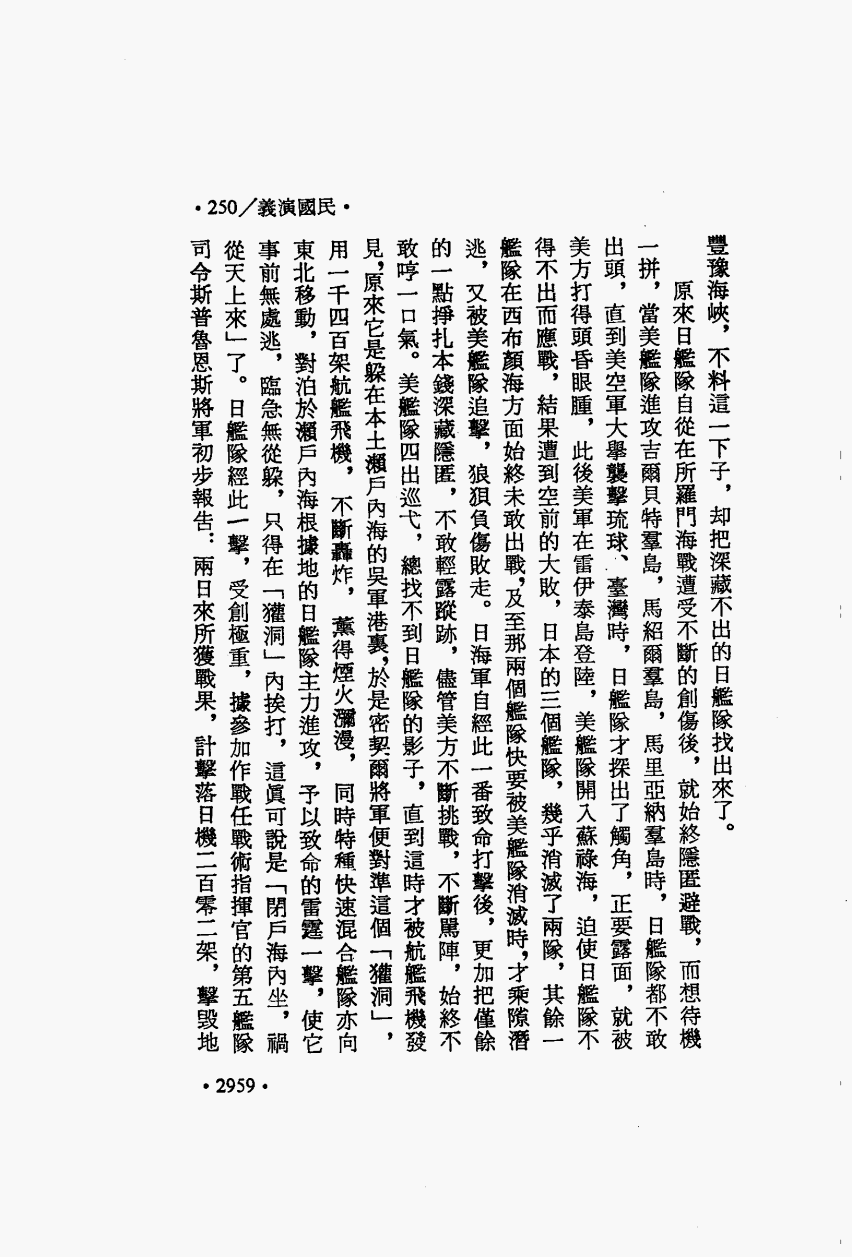 •250／義演國民•
豐豫海峽，不料這一下子，却把深藏不出的日艦隊找出來了。
原來日艦隊自從在所羅門海戰遭受不斷的創傷後，就始終隱匿避戰，而想待機
一拼，當美艦隊進攻吉爾貝特羣島，馬紹爾羣島，馬里亞納羣島時，日艦隊都不敢
出頭，直到美空軍大舉襲擊琉球、臺灣時，日艦隊才探出了觸角，正要露面，就被
美方打得頭昏眼腫，此後美軍在雷伊泰島登陸，美艦隊開入蘇祿海，迫使日艦隊不
得不出而應戰，結果遭到空前的大敗，日本的三個艦隊，幾乎消滅了兩隊，其餘一
艦隊在西布顏海方面始終未敢出戰，及至那兩個艦隊快要被美艦隊消滅時，才乘隙潛
逃，又被美艦隊追擊，狼狽負傷敗走。日海軍自經此一番致命打擊後，更加把僅餘
的一點掙扎本錢深藏隱匿，不敢輕露蹤跡，儘管美方不斷挑戰，不斷駡陣，始終不
敢哼一口氣。美艦隊四出巡弋，總找不到日艦隊的影子，直到這時才被航艦飛機發
見，原來它是躱在本土瀨戶內海的吳軍港裏，於是密契爾將軍便對準這個「獾洞」，
用一千四百架航艦飛機，不斷轟炸，薰得煙火瀰漫，同時特種快速混合艦隊亦向
東北移動，對泊於瀨戶內海根據地的日艦隊主力進攻，予以致命的雷霆一擊，使它
事前無處逃，臨急無從躱，只得在「獾洞」內挨打，這眞可說是「閉戶海內坐，禍
從天上來」了。日艦隊經此一擊，受創極重，據參加作戰任戰術指揮官的第五艦隊
司令斯普魯恩斯將軍初步報告：兩日來所獲戰果，計擊落日機二百零二架，擊毀地
•2959•